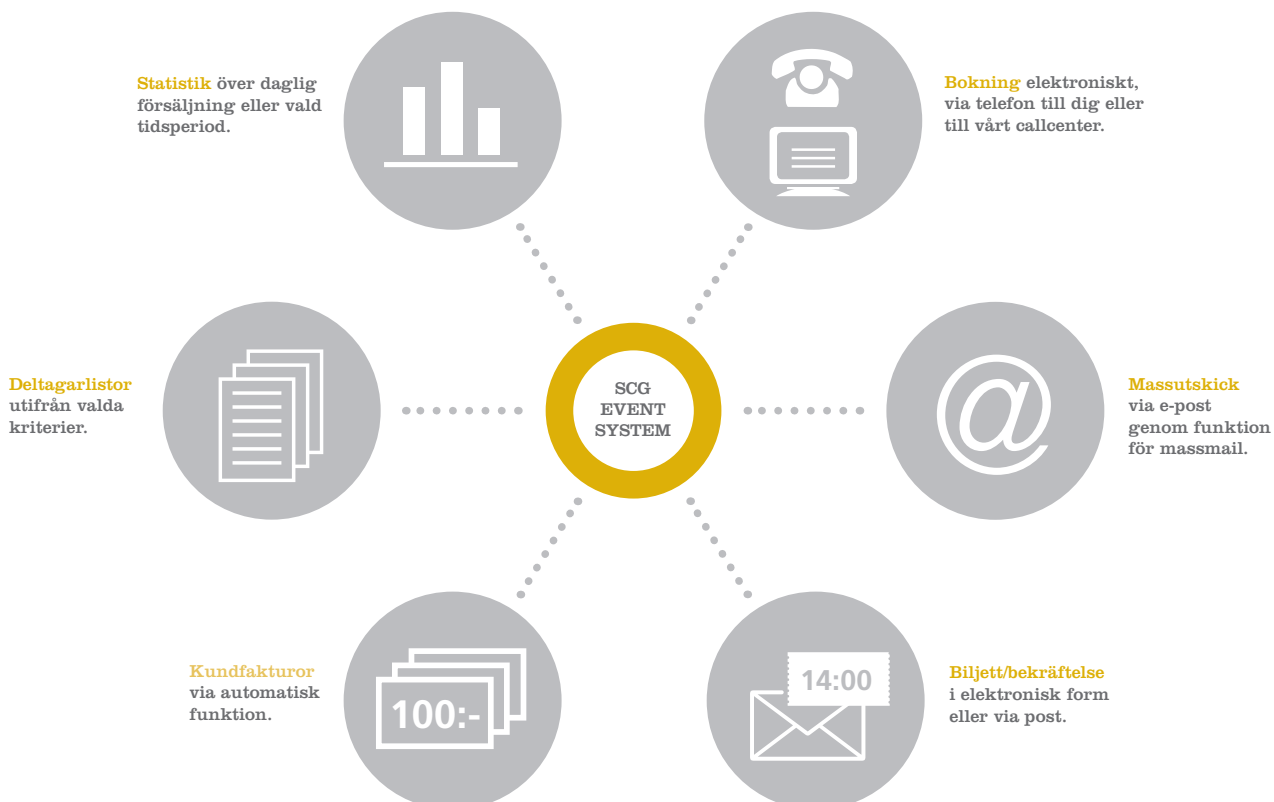 Statistik över daglig
försäljning eller vald
tidsperiod.
Bokning elektroniskt,
via telefon till dig eller
till vårt callcenter.
Deltagarlistor
utifrån valda
kriterier.
SCG
EVENT
SYSTEM
@
Massutskick
via e-post
genom funktion
för massmail.
Kundfakturor
via automatisk
funktion.
100:-
14:00
Biljett/bekräftelse
i elektronisk form
eller via post.